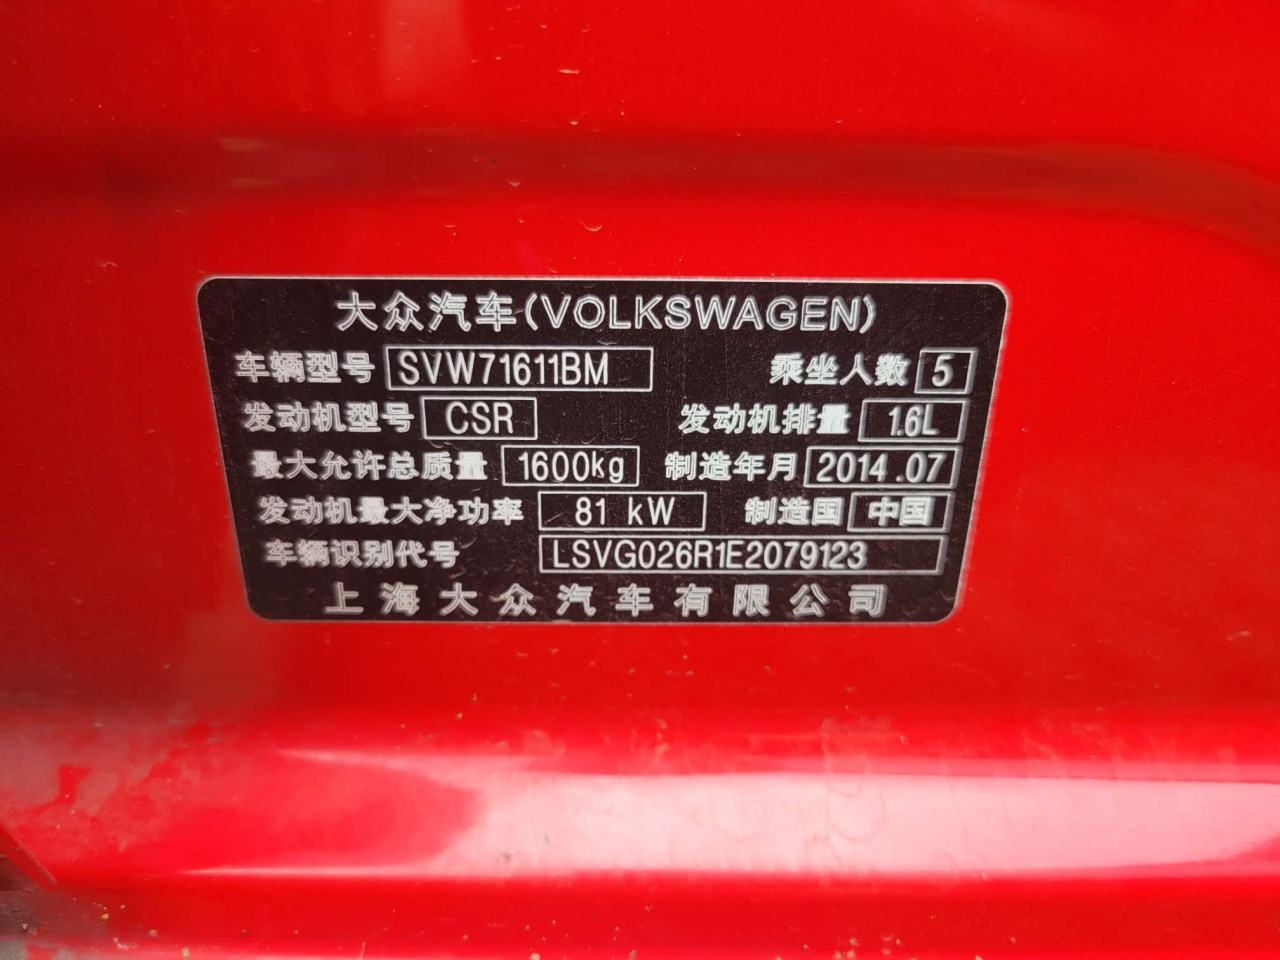 大众汽车(VOLKSWAGEN)
车辆型号 SVW71611BM 乘坐人数 5
发动机型号 CSR 发动机排量 1.6L
最大允许总质量 1600kg 制造年月 2014.07
发动机最大净功率 81 kW 制造国 中国
车辆识别代号 LSVG026R1E2079123
上海大众汽车有限公司